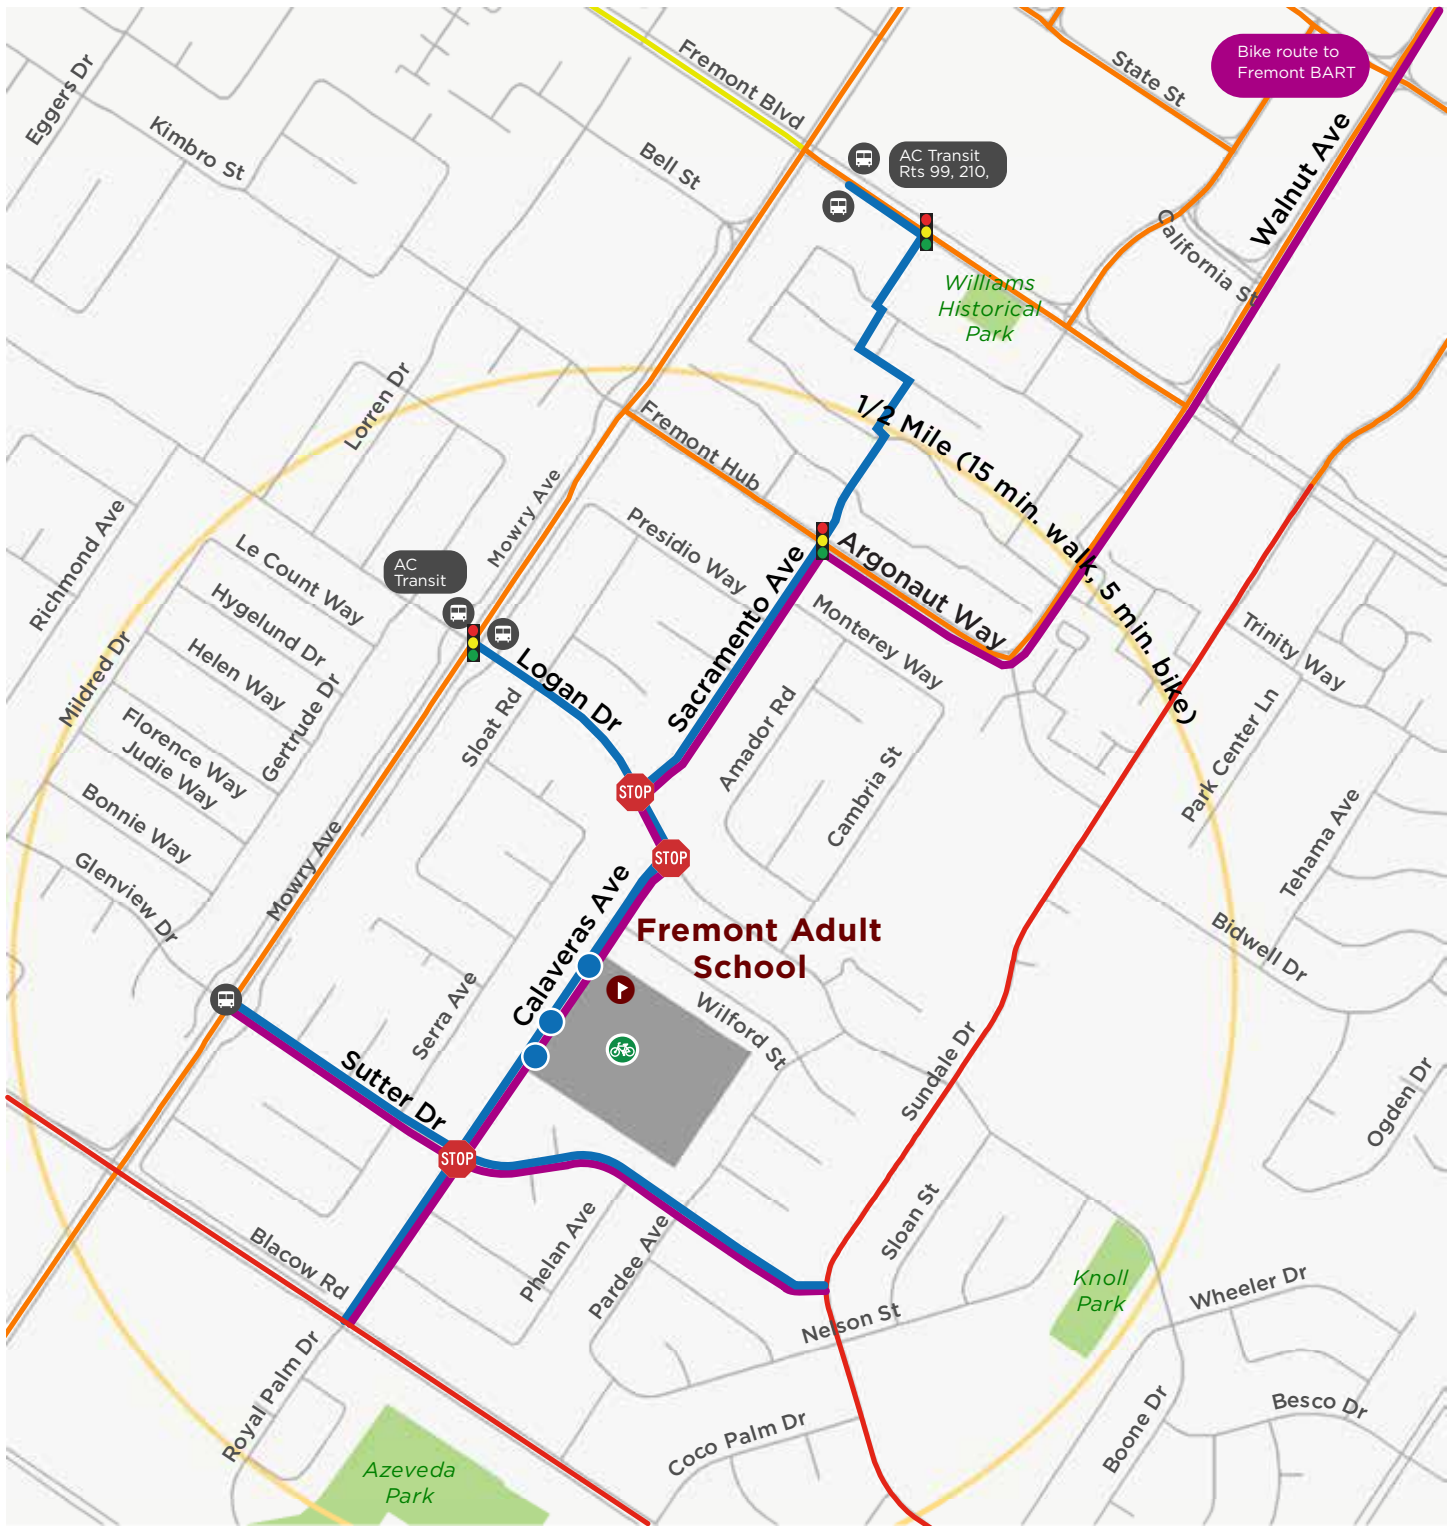 Bike route to
Fremont BART
Fremont Blvd
State St
Eggers Dr
Kimbro St
Bell St
AC Transit
Rts 99, 210,
Walnut Ave
California St
Williams
Historical
Park
Lorren Dr
1/2 Mile (15 min. walk, 5 min. bike)
Fremont Hub
Mowry Ave
Richmond Ave
Presidio Way
Le Count Way
AC
Transit
Argonaut Way
Sacramento Ave
Hygelund Dr
Monterey Way
Trinity Way
Helen Way
Mildred Dr
Logan Dr
Gertrude Dr
Sloat Rd
Amador Rd
Park Center Ln
Florence Way
Judie Way
Cambria St
Bonnie Way
STOP
Tehama Ave
Mowry Ave
Glenview Dr
STOP
Calaveras Ave
Fremont Adult
School
Bidwell Dr
Serra Ave
Wilford St
Sundale Dr
Sutter Dr
Ogden Dr
STOP
Sloan St
Blacow Rd
Phelan Ave
Pardee Ave
Knoll
Park
Wheeler Dr
Nelson St
Royal Palm Dr
Besco Dr
Boone Dr
Coco Palm Dr
Azeveda
Park